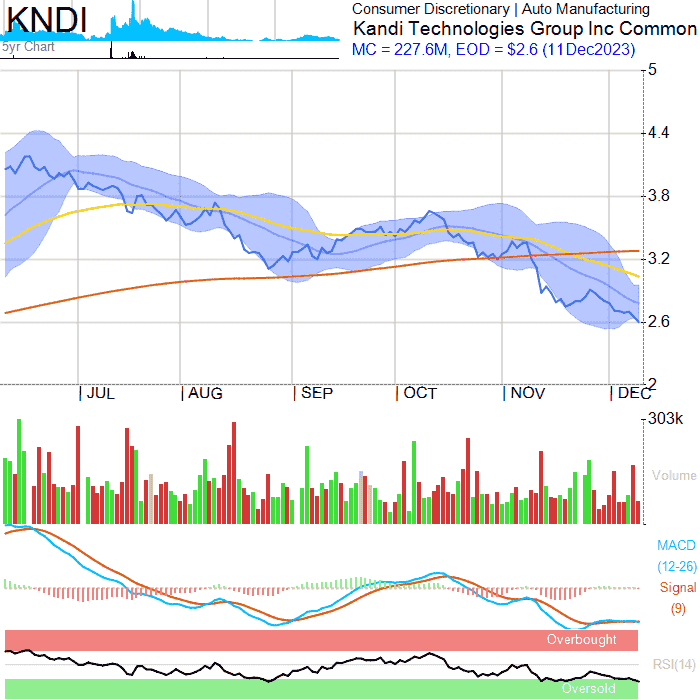 KNDI
5yr Chart
Consumer Discretionary | Auto Manufacturing
Kandi Technologies Group Inc Common
MC = 227.6M, EOD = $2.6 (11Dec2023)
5
4.4
3.8
3.2
2.6
2
| JUL | AUG | SEP | OCT | NOV | DEC
303k
Volume
MACD
(12-26)
Signal
(9)
Overbought
RSI(14)
Oversold